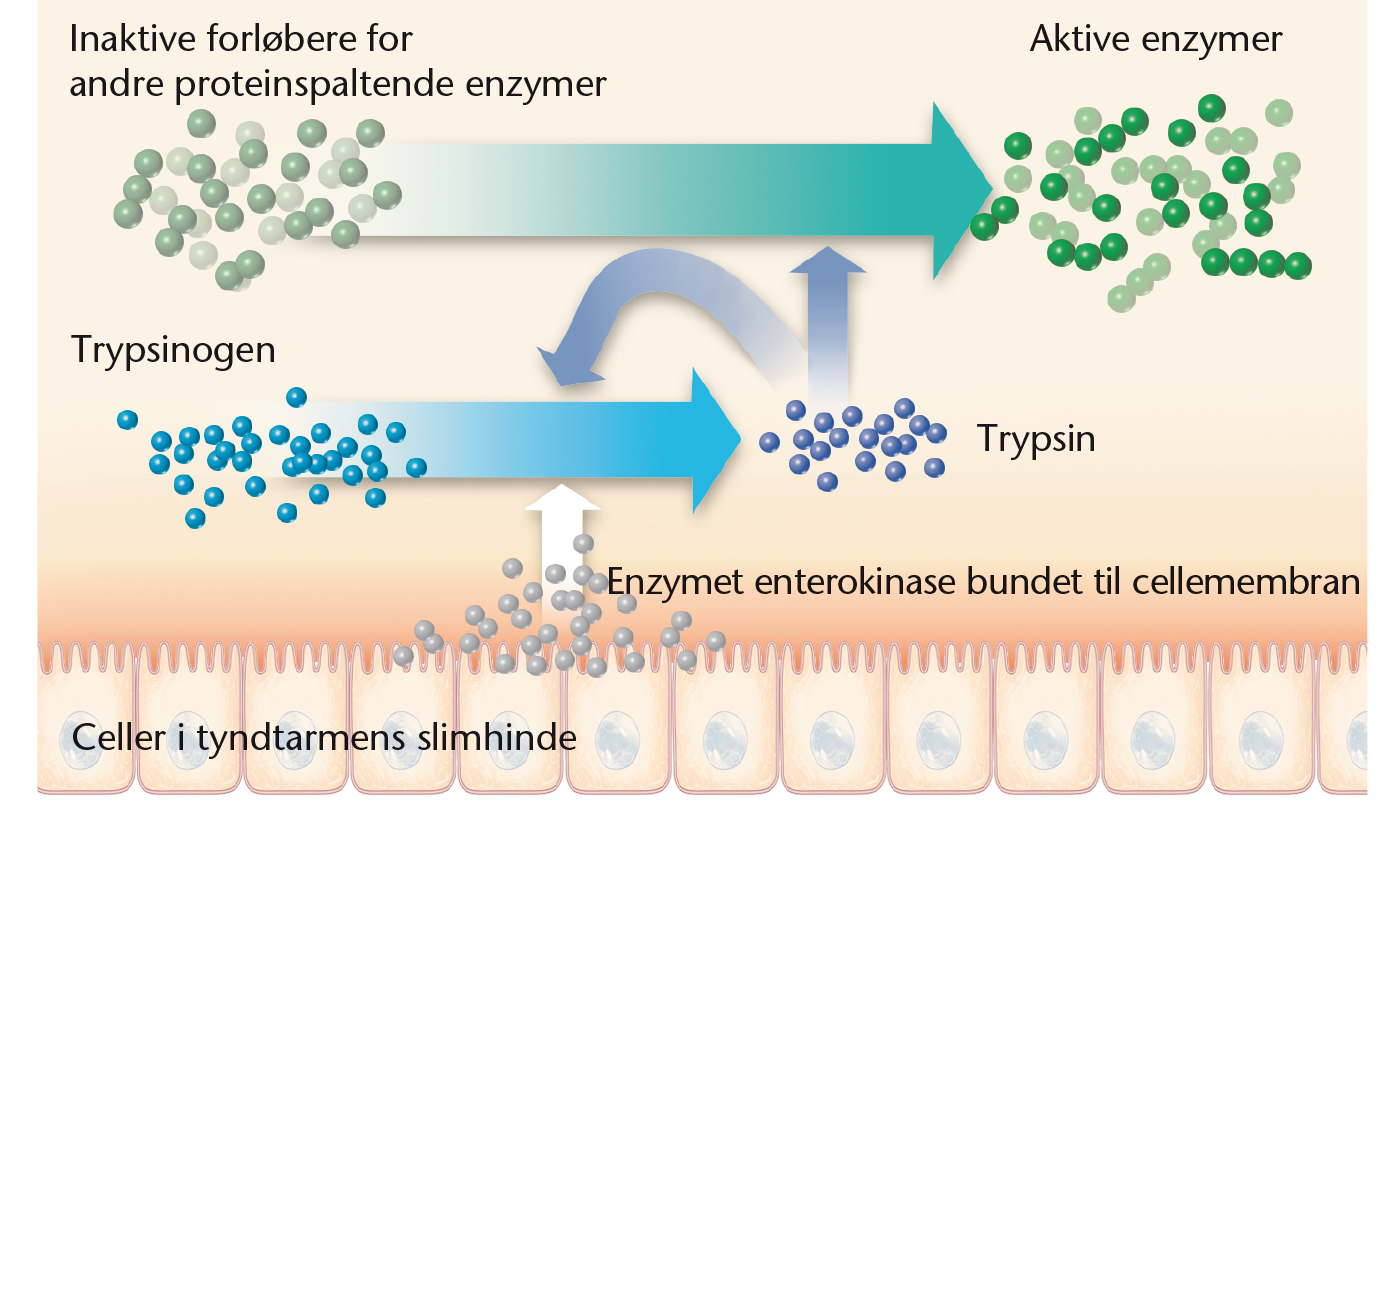 Inaktive forløbere for
andre proteinspaltende enzymer
Aktive enzymer
Trypsinogen
Trypsin
Enzymet enterokinase bundet til cellemembran
Celler i tyndtarmens slimhinde